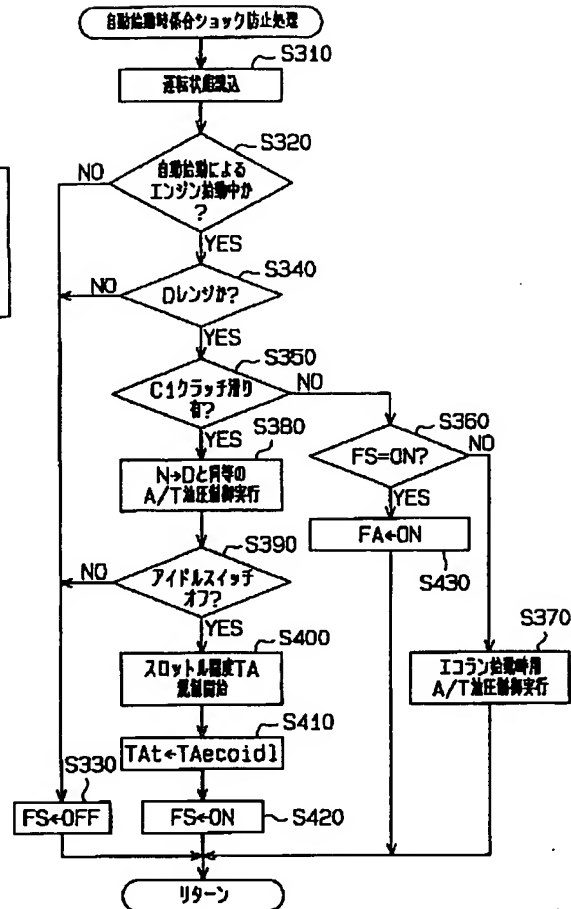 自動始動時係合ショック防止処理
S310
運転状態読込
S320
NO
自動始動による
エンジン始動中か
?
YES
S340
NO
Dレンジか?
YES
S350
NO
C1クラッチ滑り
有?
YES
S360
NO
FS=ON?
YES
S380
N→Dと同等の
A/T油圧制御実行
FA←ON
S430
S390
NO
アイドルスイッチ
オフ?
YES
S370
エコラン始動時用
A/T油圧制御実行
S400
スロットル開度TA
規制開始
S410
TAt←TAecoidl
S330
FS←OFF
FS←ON
S420
リターン